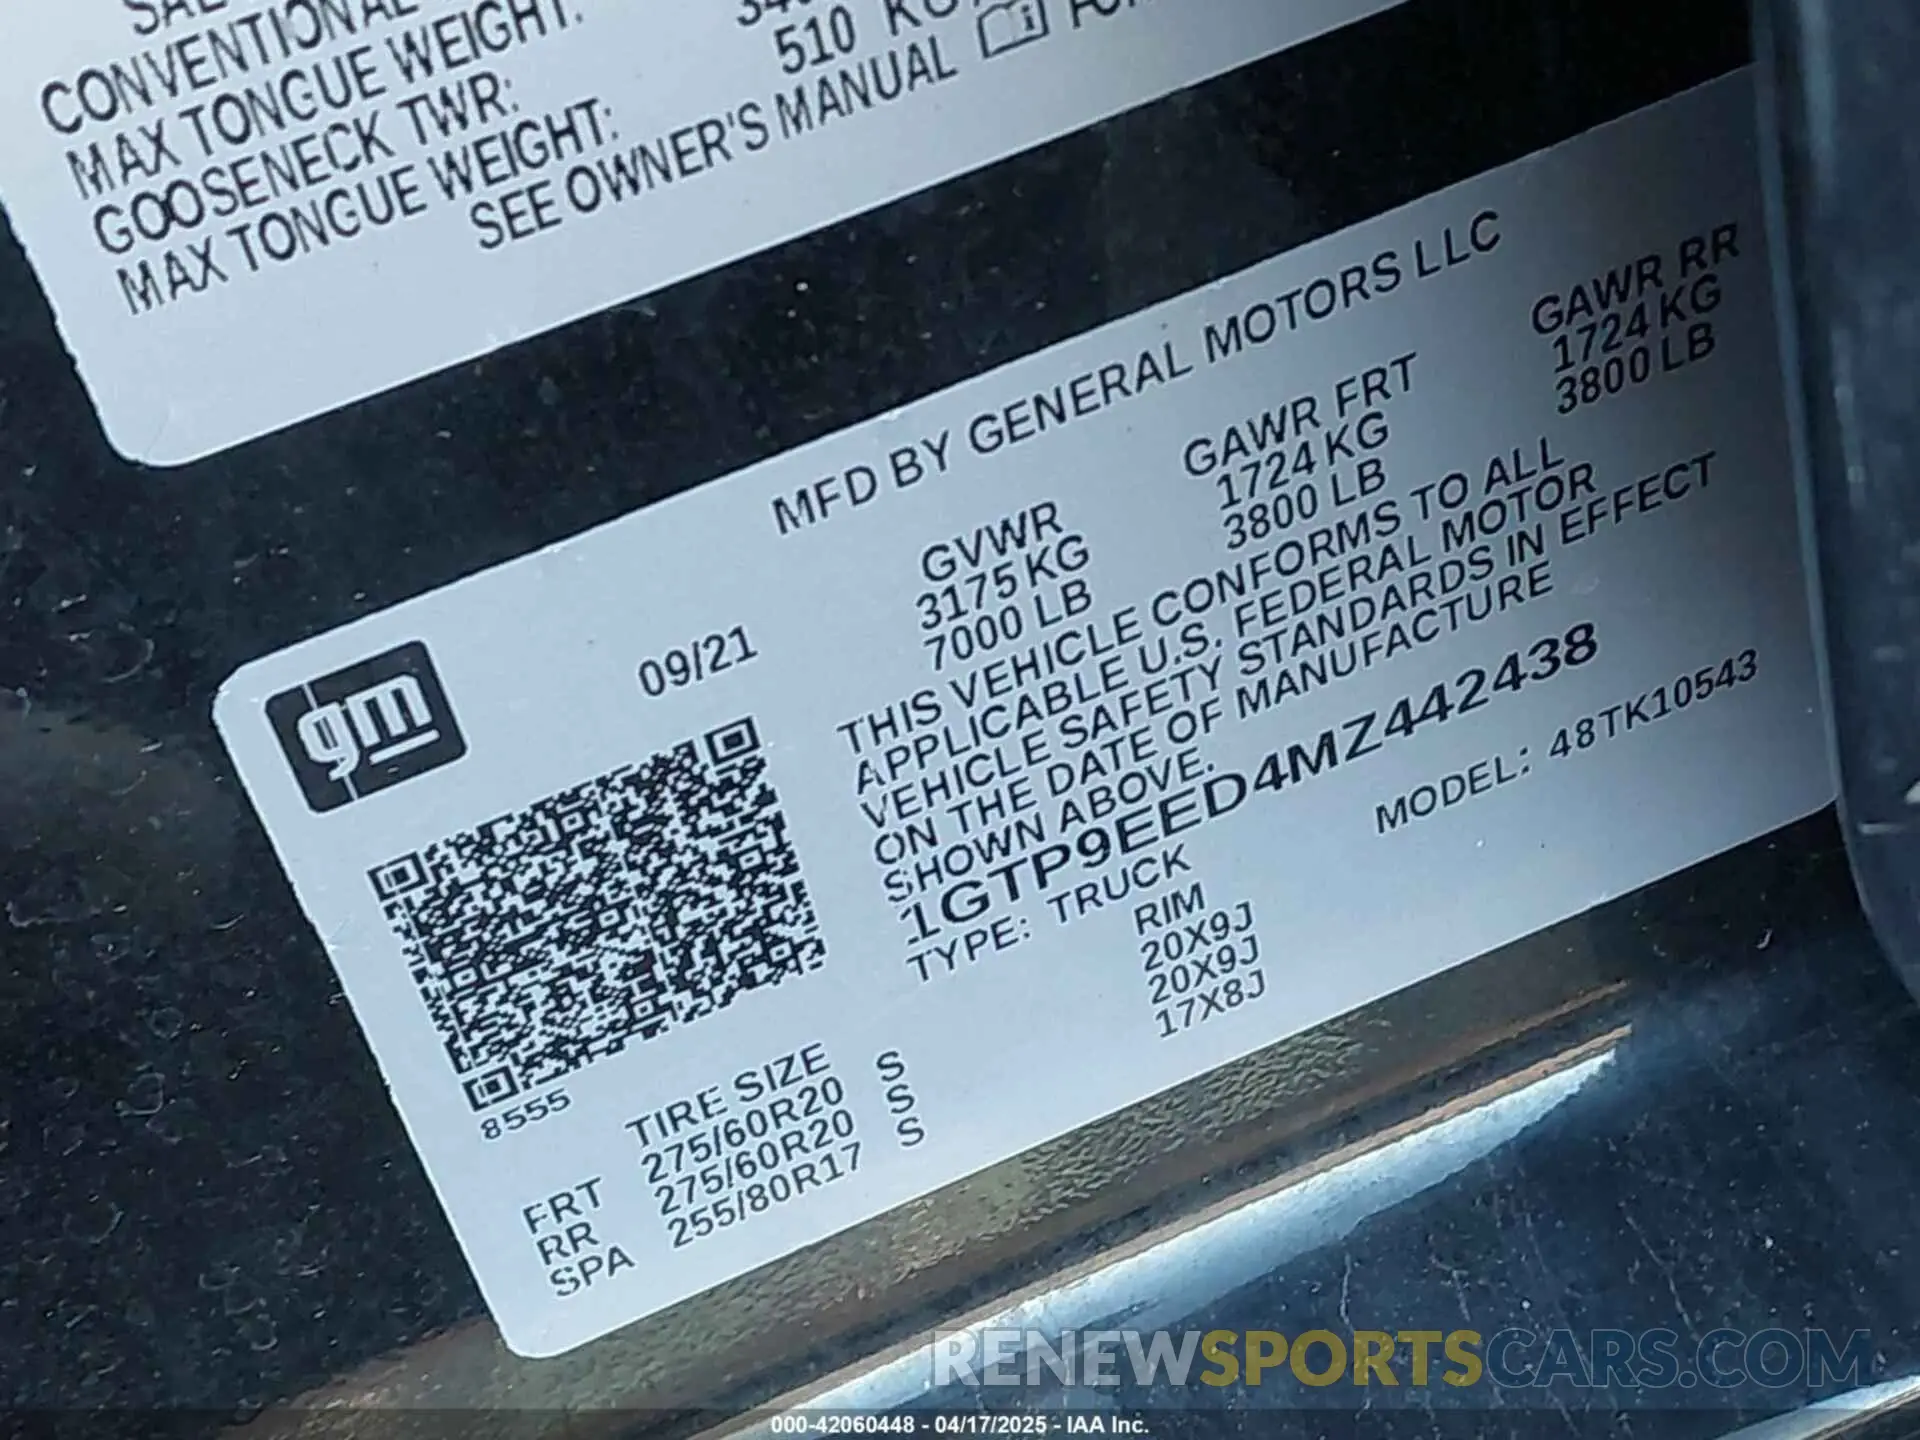 CONVENTIONAL
MAX TONGUE WEIGHT:
GOOSENECK TWR:
MAX TONGUE WEIGHT: 510
SEE OWNER'S MANUAL
MFD BY GENERAL MOTORS LLC
gm 09/21
GVWR GAWR FRT GAWR RR
3175 KG 1724 KG 1724 KG
7000 LB 3800 LB 3800 LB
THIS VEHICLE CONFORMS TO ALL
APPLICABLE U.S. FEDERAL MOTOR
VEHICLE SAFETY STANDARDS IN EFFECT
ON THE DATE OF MANUFACTURE
SHOWN ABOVE.
1GTP9EED4MZ442438
TYPE: TRUCK MODEL: 48TK10543
8555
TIRE SIZE RIM
FRT 275/60R20 S 20X9J
RR 275/60R20 S 20X9J
SPA 255/80R17 S 17X8J
RENEWSPORTSCARS.COM
000-42060448 - 04/17/2025 - IAA Inc.